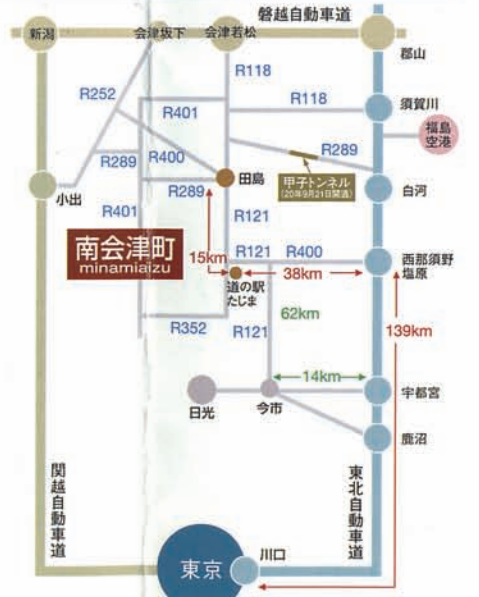 磐越自動車道
新潟
会津坂下
会津若松
郡山
R118
R252
R118
須賀川
R401
福島
空港
R289
R400
R289
甲子トンネル
(20年9月21日開通)
田島
R289
白河
小出
R401
R121
南会津町
minamiaizu
15km
R121
R400
西那須野
塩原
38km
道の駅
たじま
62km
R352
R121
139km
14km
日光
今市
宇都宮
鹿沼
関越自動車道
東北自動車道
東京
川口